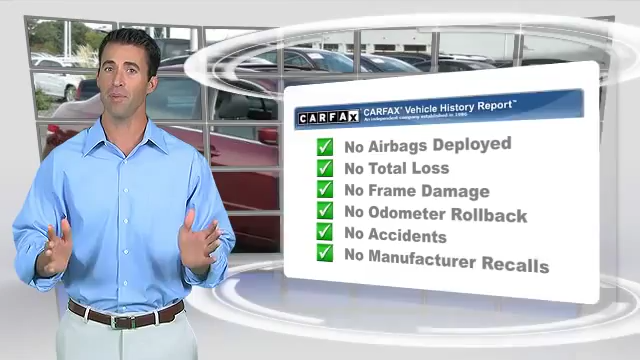 CARFAX
CARFAX® Vehicle History Report™
An independent company established in 1986
No Airbags Deployed
No Total Loss
No Frame Damage
No Odometer Rollback
No Accidents
No Manufacturer Recalls